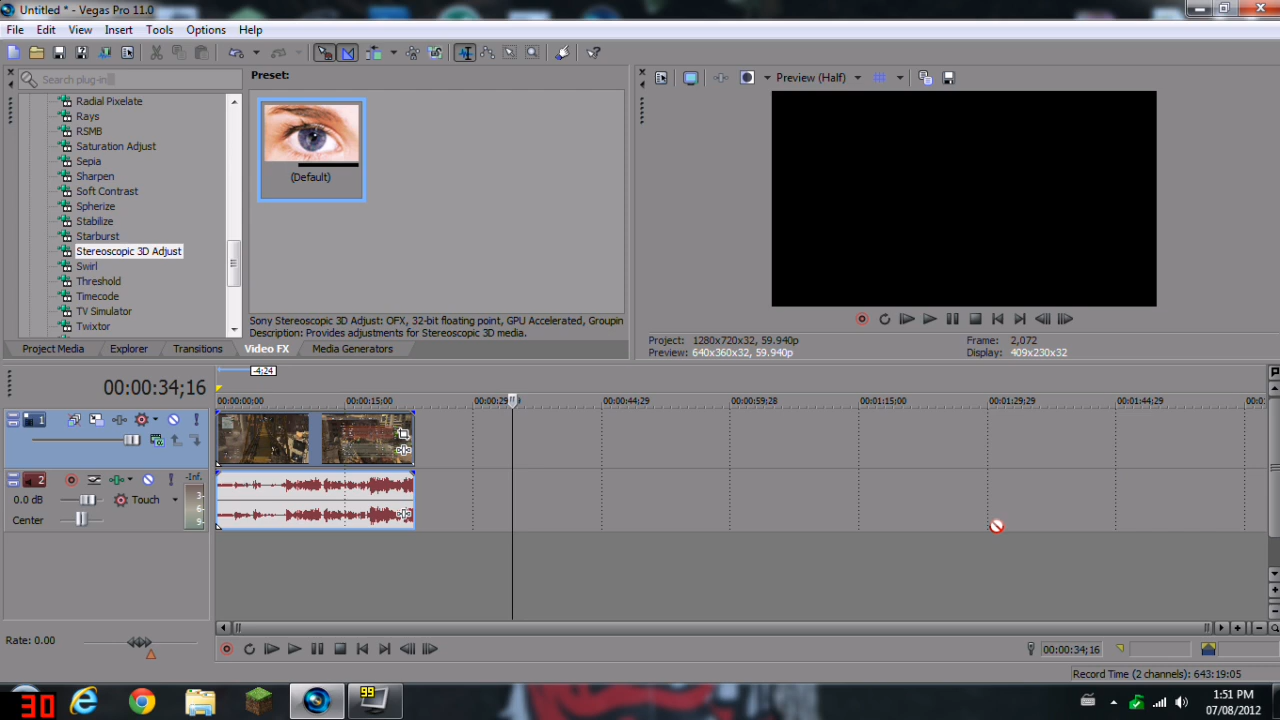 Untitled * - Vegas Pro 11.0
File Edit View Insert Tools Options Help
Search plug-in
Preset:
Preview (Half)
Radial Pixelate
Rays
RSMB
Saturation Adjust
Sepia
Sharpen
Soft Contrast
Spherize
Stabilize
Starburst
Stereoscopic 3D Adjust
Swirl
Threshold
Timecode
TV Simulator
Twixtor
(Default)
Sony Stereoscopic 3D Adjust: OFX, 32-bit floating point, GPU Accelerated, Groupin
Description: Provides adjustments for Stereoscopic 3D media.
Project Media Explorer Transitions Video FX Media Generators
Project: 1280x720x32, 59.940p
Preview: 640x360x32, 59.940p
Frame: 2,072
Display: 409x230x32
00:00:34;16
-4;24
00:00:00;00 00:00:15;00 00:00:29 00:00:44;29 00:00:59;28 00:01:15;00 00:01:29;29 00:01:44;29
1
2
-Inf.
0.0 dB
Touch
3-
6-
9-
Center
Rate: 0.00
00:00:34;16
Record Time (2 channels): 643:19:05
30
99
1:51 PM
07/08/2012